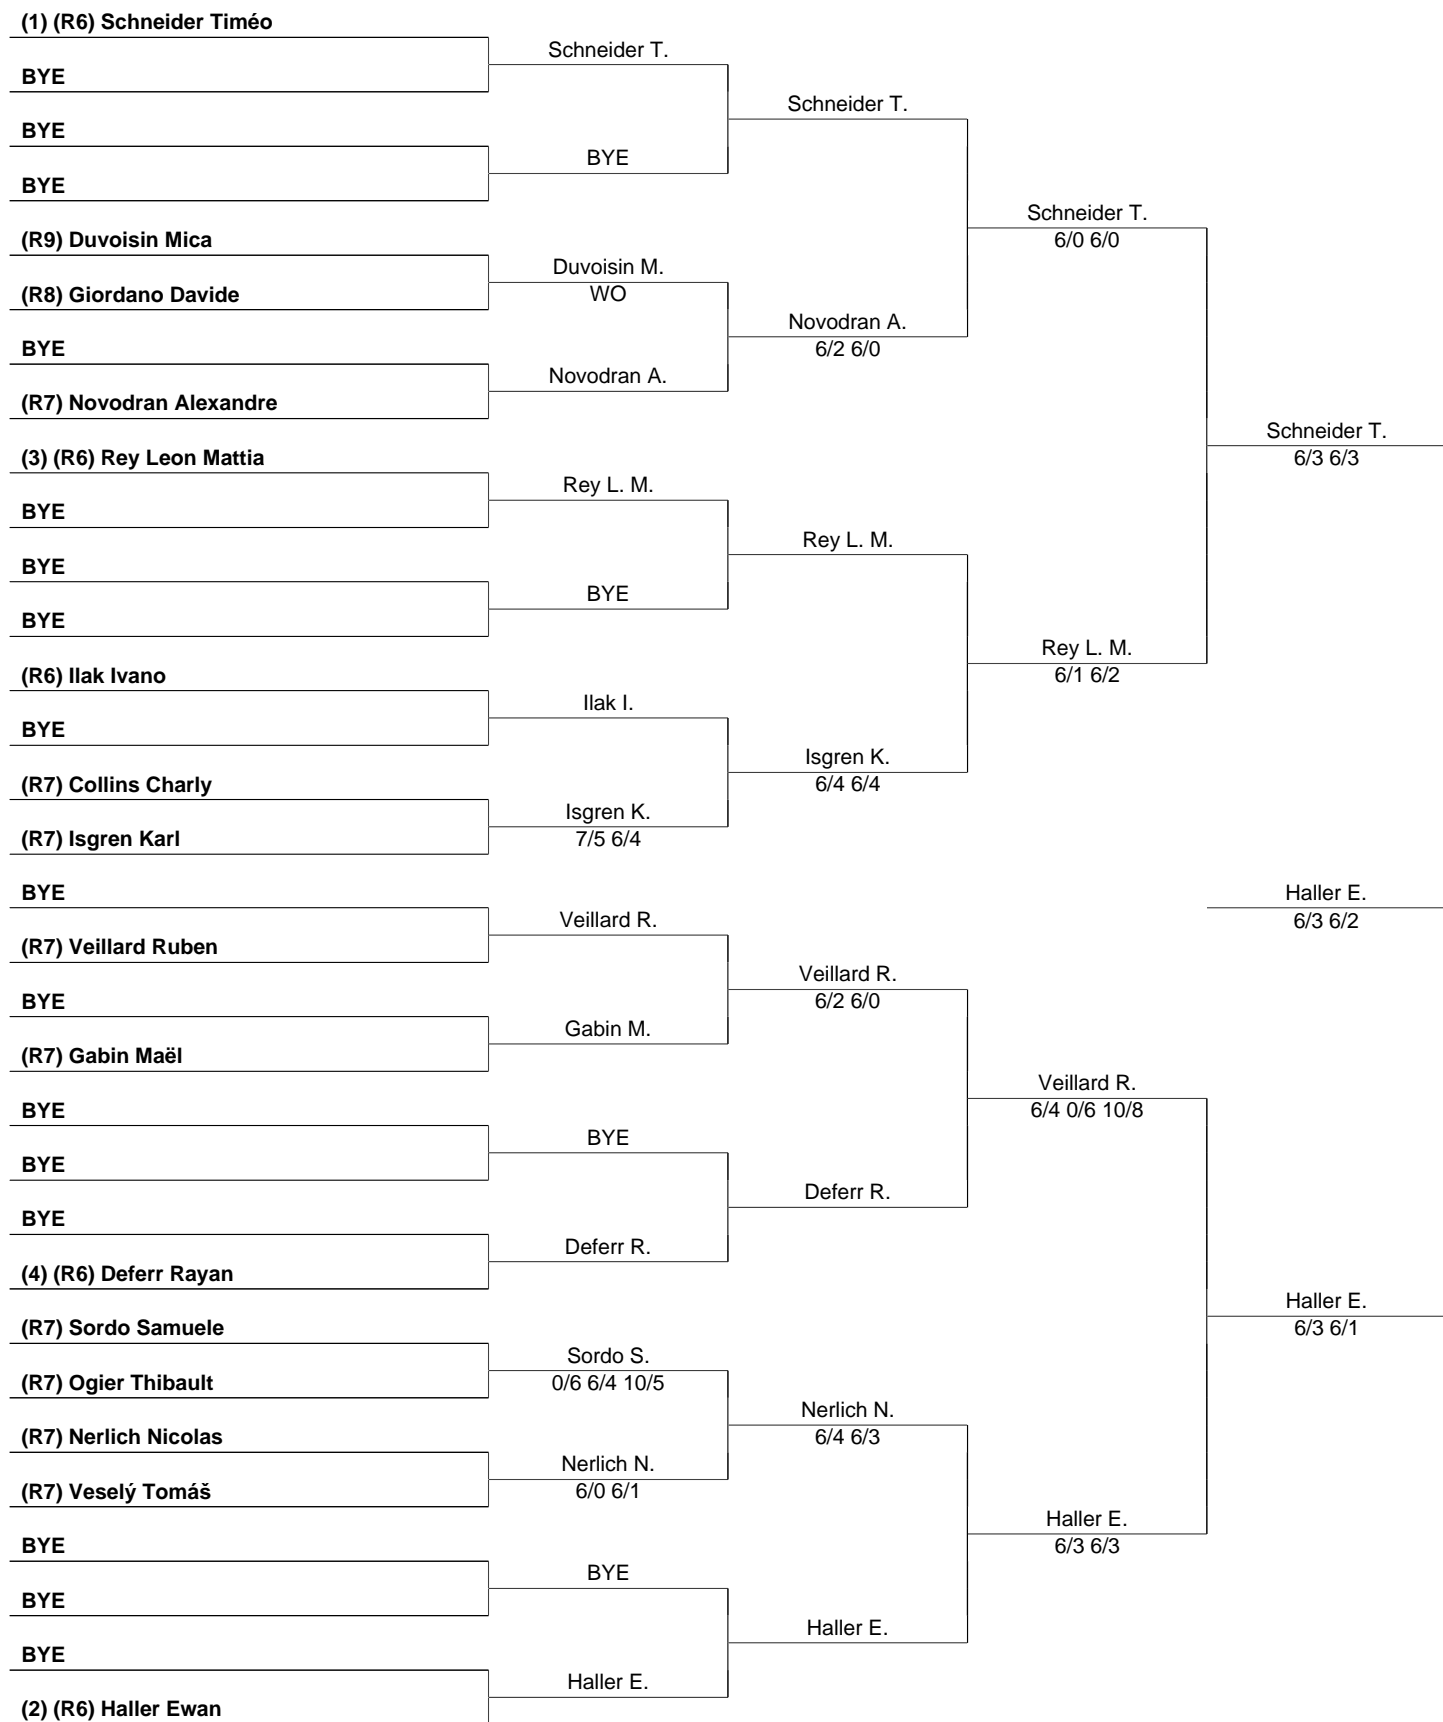 (1) (R6) Schneider Timéo
BYE
BYE
BYE
(R9) Duvoisin Mica
(R8) Giordano Davide
BYE
(R7) Novodran Alexandre
(3) (R6) Rey Leon Mattia
BYE
BYE
BYE
(R6) Ilak Ivano
BYE
(R7) Collins Charly
(R7) Isgren Karl
BYE
(R7) Veillard Ruben
BYE
(R7) Gabin Maël
BYE
BYE
BYE
(4) (R6) Deferr Rayan
(R7) Sordo Samuele
(R7) Ogier Thibault
(R7) Nerlich Nicolas
(R7) Veselý Tomáš
BYE
BYE
BYE
(2) (R6) Haller Ewan
Schneider T.
BYE
Duvoisin M.
WO
Novodran A.
Rey L. M.
BYE
Ilak I.
Isgren K.
7/5 6/4
Veillard R.
Gabin M.
BYE
Deferr R.
Sordo S.
0/6 6/4 10/5
Nerlich N.
6/0 6/1
BYE
Haller E.
Schneider T.
Novodran A.
6/2 6/0
Rey L. M.
Isgren K.
6/4 6/4
Veillard R.
6/2 6/0
Deferr R.
Nerlich N.
6/4 6/3
Haller E.
Schneider T.
6/0 6/0
Rey L. M.
6/1 6/2
Veillard R.
6/4 0/6 10/8
Haller E.
6/3 6/3
Schneider T.
6/3 6/3
Haller E.
6/3 6/2
Haller E.
6/3 6/1